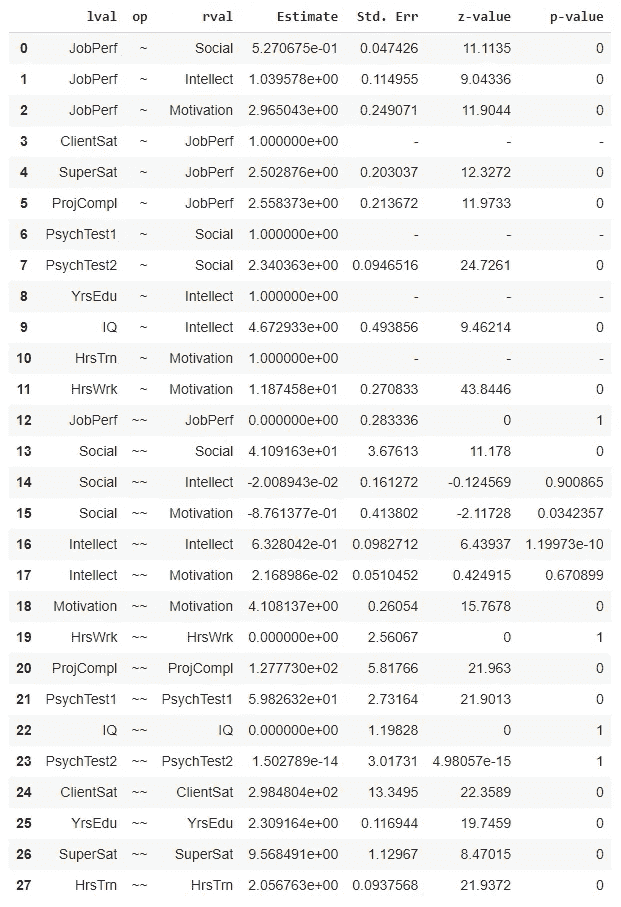 lval op rval Estimate Std. Err z-value p-value
0 JobPerf ~ Social 5.270675e-01 0.047426 11.1135 0
1 JobPerf ~ Intellect 1.039578e+00 0.114955 9.04336 0
2 JobPerf ~ Motivation 2.965043e+00 0.249071 11.9044 0
3 ClientSat ~ JobPerf 1.000000e+00 - - -
4 SuperSat ~ JobPerf 2.502876e+00 0.203037 12.3272 0
5 ProjCompl ~ JobPerf 2.558373e+00 0.213672 11.9733 0
6 PsychTest1 ~ Social 1.000000e+00 - - -
7 PsychTest2 ~ Social 2.340363e+00 0.0946516 24.7261 0
8 YrsEdu ~ Intellect 1.000000e+00 - - -
9 IQ ~ Intellect 4.672933e+00 0.493856 9.46214 0
10 HrsTrn ~ Motivation 1.000000e+00 - - -
11 HrsWrk ~ Motivation 1.187458e+01 0.270833 43.8446 0
12 JobPerf ~~ JobPerf 0.000000e+00 0.283336 0 1
13 Social ~~ Social 4.109163e+01 3.67613 11.178 0
14 Social ~~ Intellect -2.008943e-02 0.161272 -0.124569 0.900865
15 Social ~~ Motivation -8.761377e-01 0.413802 -2.11728 0.0342357
16 Intellect ~~ Intellect 6.328042e-01 0.0982712 6.43937 1.19973e-10
17 Intellect ~~ Motivation 2.168986e-02 0.0510452 0.424915 0.670899
18 Motivation ~~ Motivation 4.108137e+00 0.26054 15.7678 0
19 HrsWrk ~~ HrsWrk 0.000000e+00 2.56067 0 1
20 ProjCompl ~~ ProjCompl 1.277730e+02 5.81766 21.963 0
21 PsychTest1 ~~ PsychTest1 5.982632e+01 2.73164 21.9013 0
22 IQ ~~ IQ 0.000000e+00 1.19828 0 1
23 PsychTest2 ~~ PsychTest2 1.502789e-14 3.01731 4.98057e-15 1
24 ClientSat ~~ ClientSat 2.984804e+02 13.3495 22.3589 0
25 YrsEdu ~~ YrsEdu 2.309164e+00 0.116944 19.7459 0
26 SuperSat ~~ SuperSat 9.568491e+00 1.12967 8.47015 0
27 HrsTrn ~~ HrsTrn 2.056763e+00 0.0937568 21.9372 0